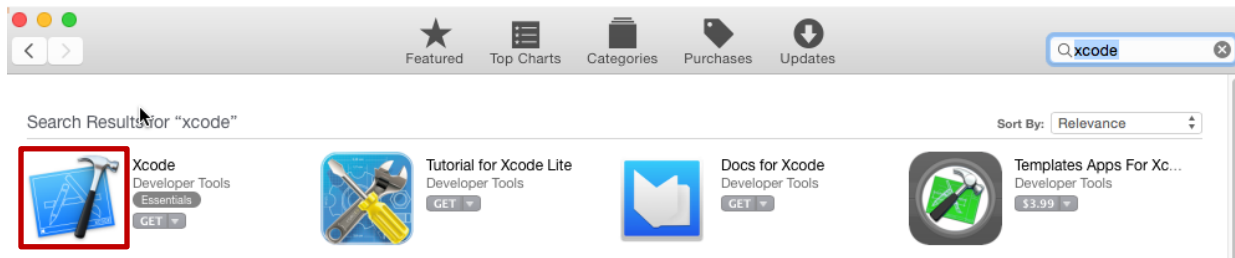 Featured
Top Charts
Categories
Purchases
Updates
xcode
Search Results for “xcode”
Sort By: Relevance
Xcode
Developer Tools
Essentials
GET
Tutorial for Xcode Lite
Developer Tools
GET
Docs for Xcode
Developer Tools
GET
Templates Apps For Xc...
Developer Tools
$3.99